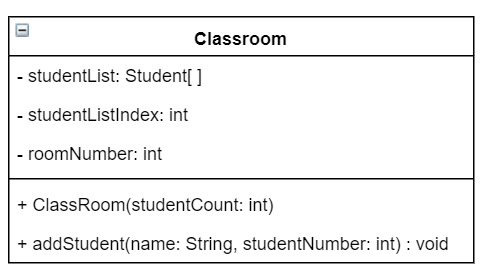 Classroom
- studentList: Student[ ]
- studentListIndex: int
- roomNumber: int
+ ClassRoom(studentCount: int)
+ addStudent(name: String, studentNumber: int) : void